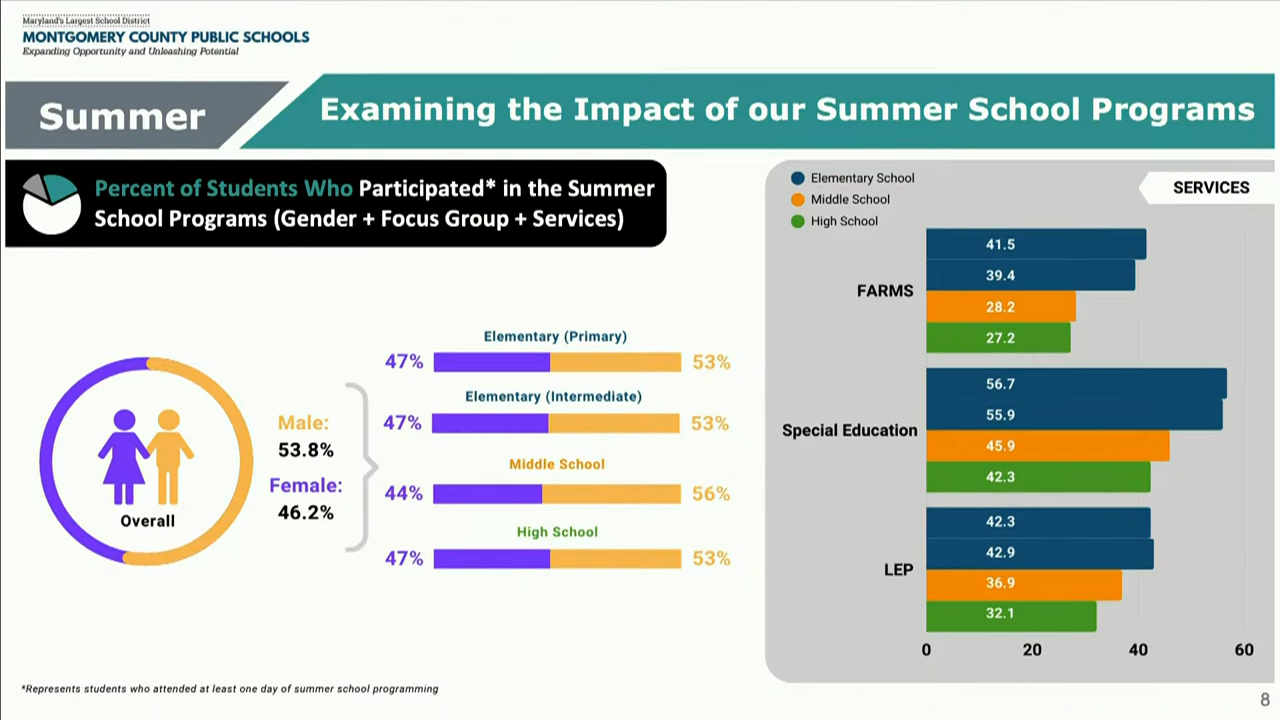 Maryland's Largest School District
MONTGOMERY COUNTY PUBLIC SCHOOLS
Expanding Opportunity and Unleashing Potential
Summer
Examining the Impact of our Summer School Programs
Percent of Students Who Participated* in the Summer
School Programs (Gender + Focus Group + Services)
Overall
Male:
53.8%
Female:
46.2%
Elementary (Primary)
47% 53%
Elementary (Intermediate)
47% 53%
Middle School
44% 56%
High School
47% 53%
Elementary School
Middle School
High School
SERVICES
FARMS
41.5
39.4
28.2
27.2
Special Education
56.7
55.9
45.9
42.3
LEP
42.3
42.9
36.9
32.1
0 20 40 60
*Represents students who attended at least one day of summer school programming
8